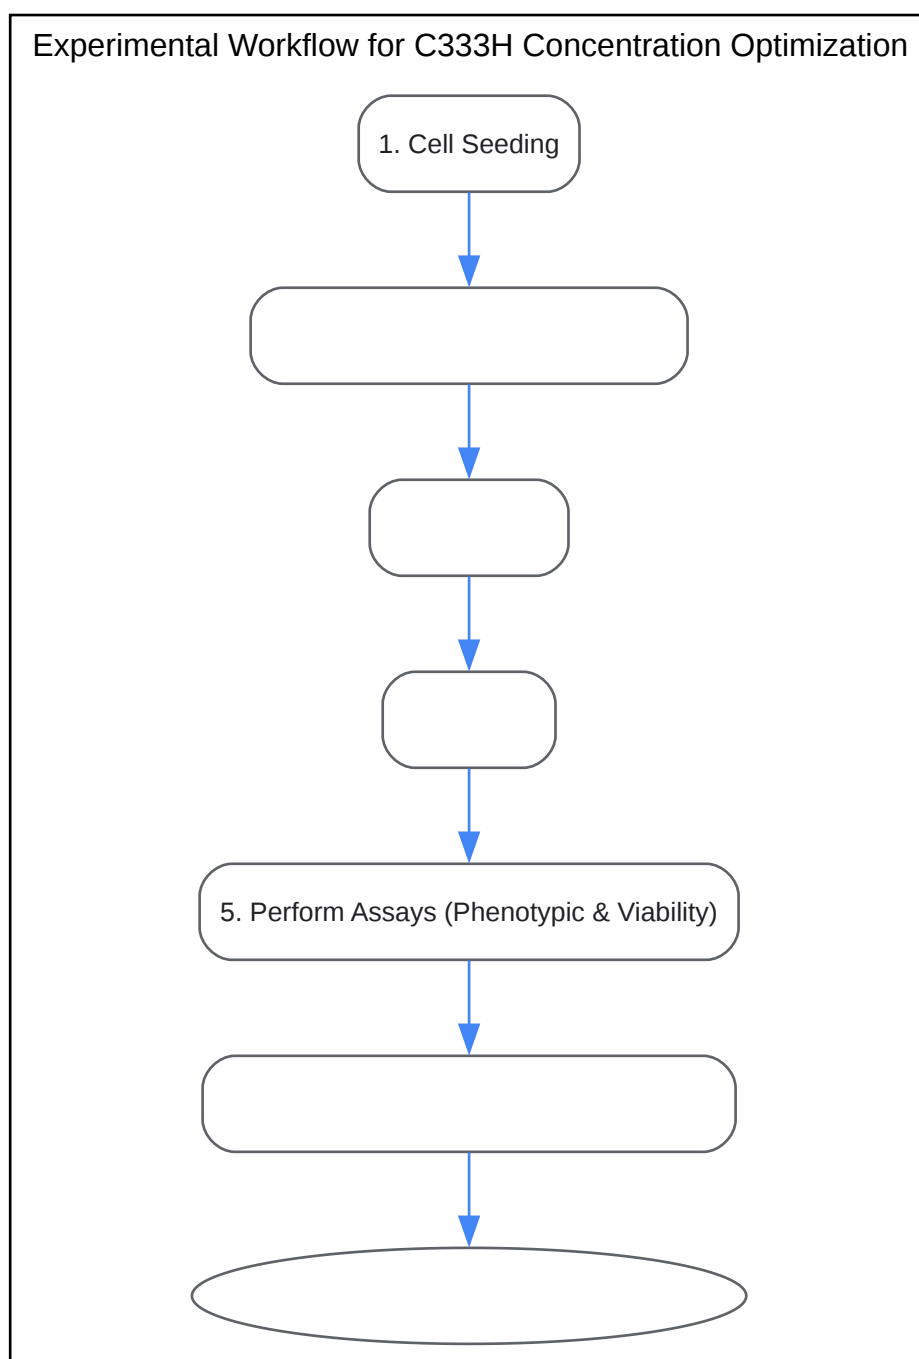 Experimental Workflow for C333H Concentration Optimization
1. Cell Seeding
5. Perform Assays (Phenotypic & Viability)